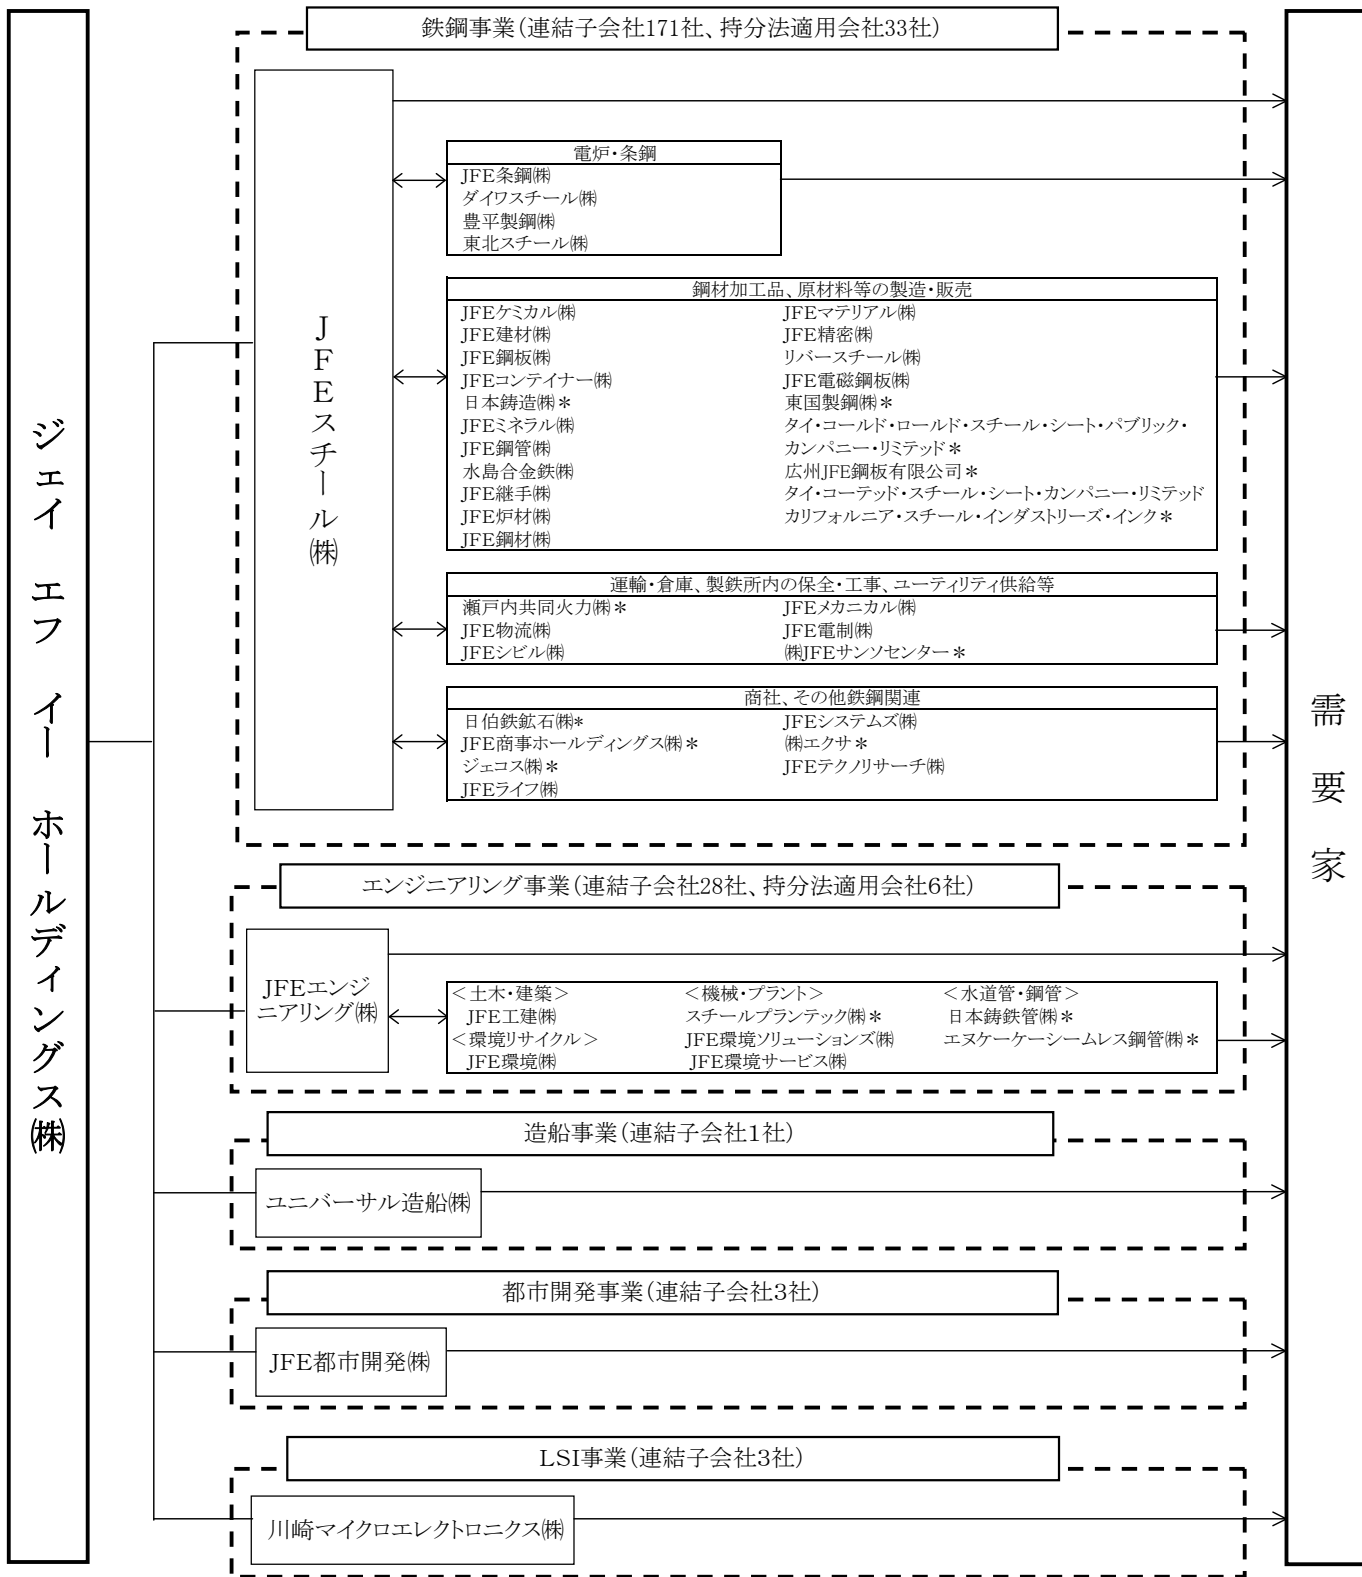 ジェイ エフ イー ホールディングス㈱
鉄鋼事業(連結子会社171社、持分法適用会社33社)
JFEスチール㈱
電炉・条鋼
JFE条鋼㈱
ダイワスチール㈱
豊平製鋼㈱
東北スチール㈱
鋼材加工品、原材料等の製造・販売
JFEケミカル㈱
JFE建材㈱
JFE鋼板㈱
JFEコンテイナー㈱
日本鋳造㈱＊
JFEミネラル㈱
JFE鋼管㈱
水島合金鉄㈱
JFE継手㈱
JFE炉材㈱
JFE鋼材㈱
JFEマテリアル㈱
JFE精密㈱
リバースチール㈱
JFE電磁鋼板㈱
東国製鋼㈱＊
タイ・コールド・ロールド・スチール・シート・パブリック・
カンパニー・リミテッド＊
広州JFE鋼板有限公司＊
タイ・コーテッド・スチール・シート・カンパニー・リミテッド
カリフォルニア・スチール・インダストリーズ・インク＊
運輸・倉庫、製鉄所内の保全・工事、ユーティリティ供給等
瀬戸内共同火力㈱＊
JFE物流㈱
JFEシビル㈱
JFEメカニカル㈱
JFE電制㈱
㈱JFEサンソセンター＊
商社、その他鉄鋼関連
日伯鉄鉱石㈱*
JFE商事ホールディングス㈱＊
ジェコス㈱＊
JFEライフ㈱
JFEシステムズ㈱
㈱エクサ＊
JFEテクノリサーチ㈱
エンジニアリング事業(連結子会社28社、持分法適用会社6社)
JFEエンジ
ニアリング㈱
＜土木・建築＞
JFE工建㈱
＜環境リサイクル＞
JFE環境㈱
＜機械・プラント＞
スチールプランテック㈱＊
JFE環境ソリューションズ㈱
JFE環境サービス㈱
＜水道管・鋼管＞
日本鋳鉄管㈱＊
エヌケーケーシームレス鋼管㈱＊
造船事業(連結子会社1社)
ユニバーサル造船㈱
都市開発事業(連結子会社3社)
JFE都市開発㈱
LSI事業(連結子会社3社)
川崎マイクロエレクトロニクス㈱
需要家